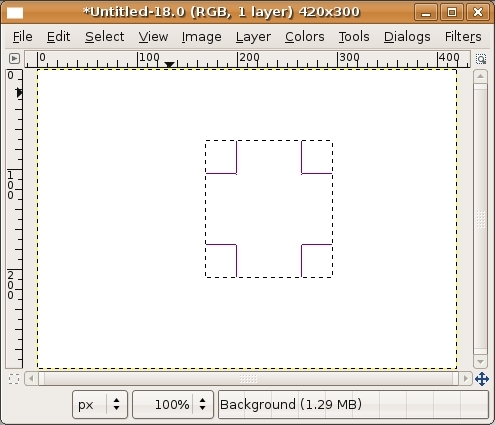 *Untitled-18.0 (RGB, 1 layer) 420x300
File Edit Select View Image Layer Colors Tools Dialogs Filters
0 100 200 300 400
0
100
200
px 100% Background (1.29 MB)